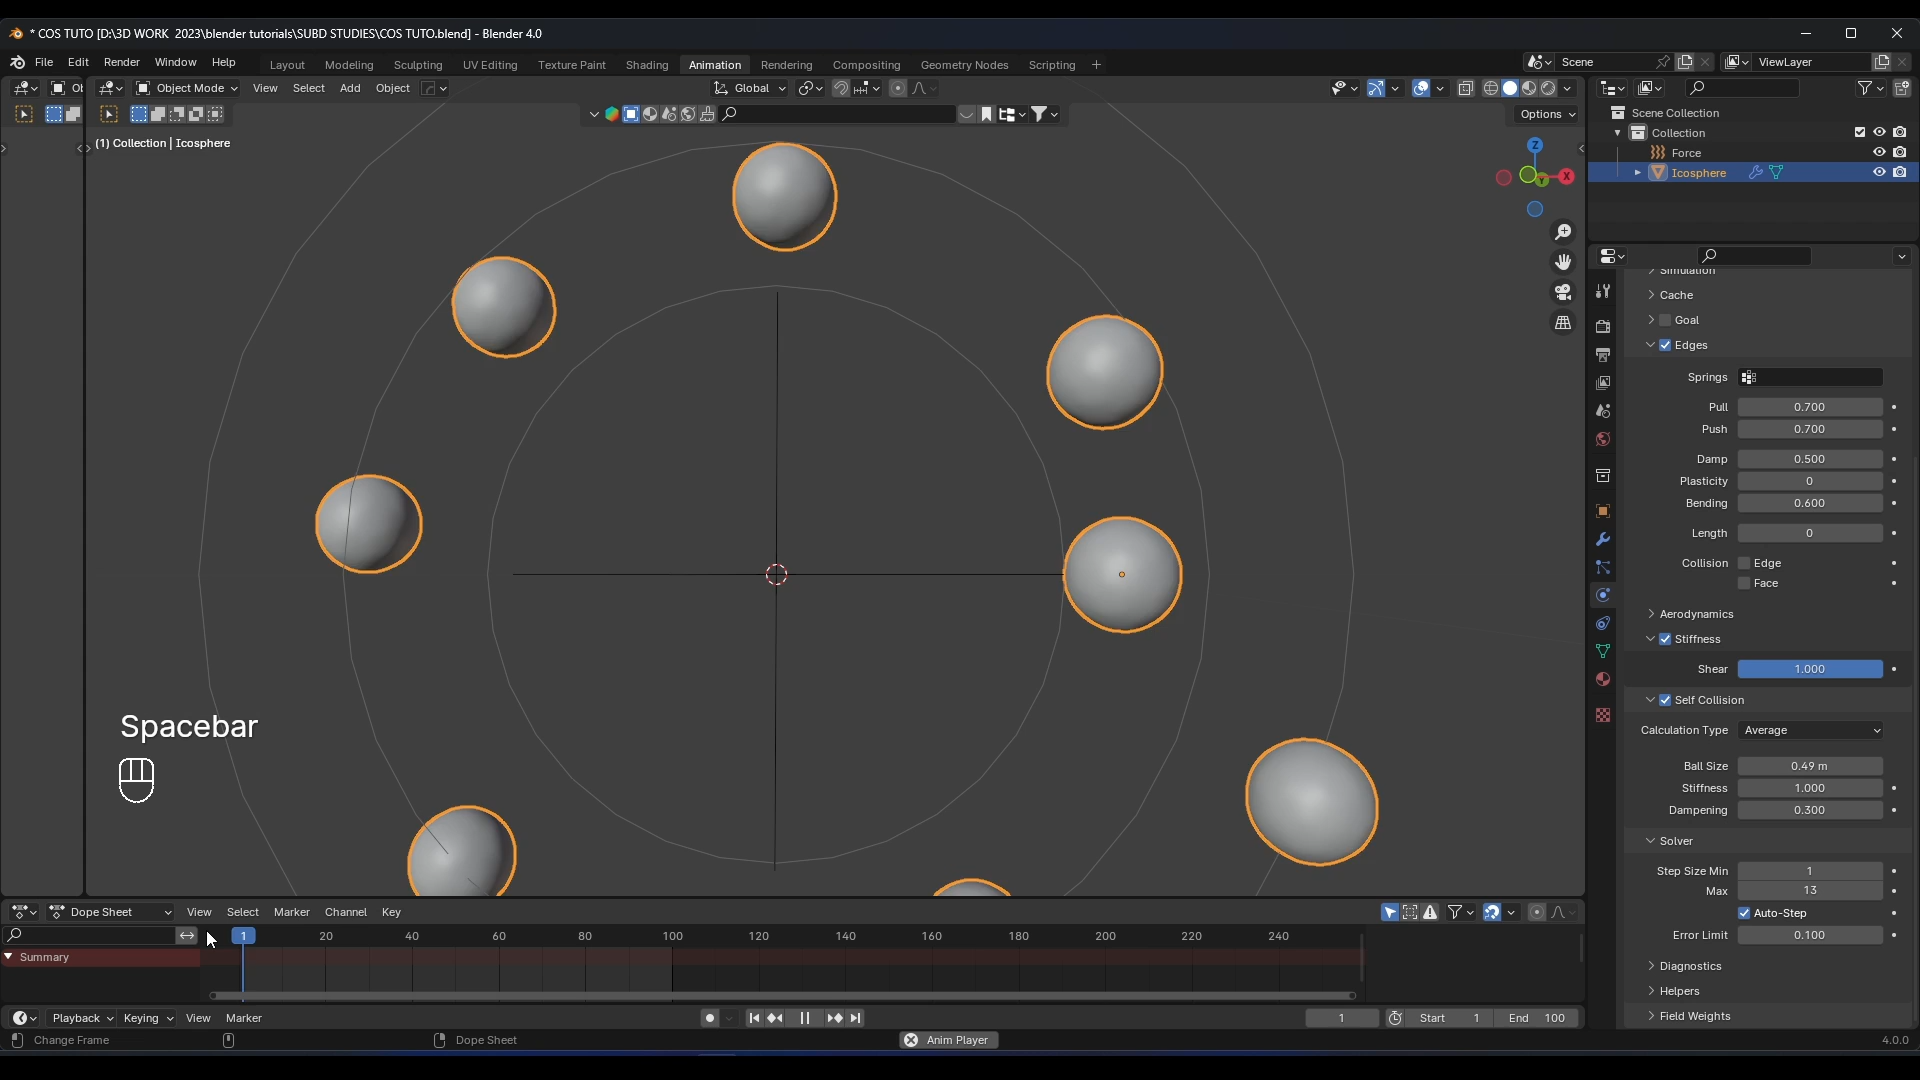 * COS TUTO [D:\3D WORK  2023\blender tutorials\SUBD STUDIES\COS TUTO.blend] - Blender 4.0
File Edit Render Window Help Layout Modeling Sculpting UV Editing Texture Paint Shading Animation Rendering Compositing Geometry Nodes Scripting + Scene ViewLayer
Ob Object Mode View Select Add Object Global
Options
(1) Collection | Icosphere
Z
X
Y
Scene Collection
Collection
Force
Icosphere
Simulation
Cache
Goal
Edges
Springs
Pull 0.700
Push 0.700
Damp 0.500
Plasticity 0
Bending 0.600
Length 0
Collision Edge
Face
Aerodynamics
Stiffness
Shear 1.000
Self Collision
Calculation Type Average
Ball Size 0.49 m
Stiffness 1.000
Dampening 0.300
Solver
Step Size Min 1
Max 13
Auto-Step
Error Limit 0.100
Diagnostics
Helpers
Field Weights
Spacebar
Dope Sheet View Select Marker Channel Key
1 20 40 60 80 100 120 140 160 180 200 220 240
Summary
Playback Keying View Marker 1 Start 1 End 100
Change Frame Dope Sheet Anim Player 4.0.0